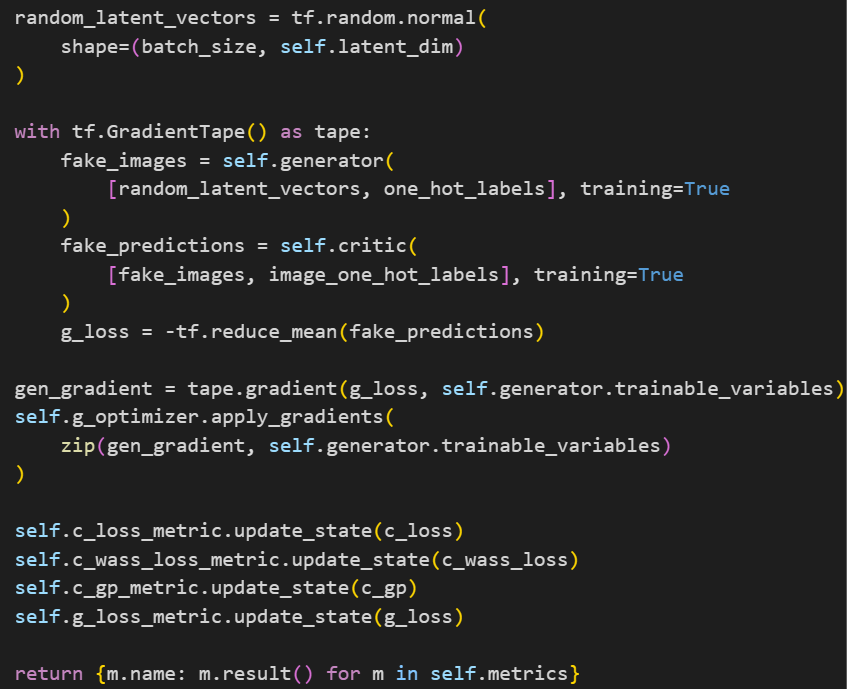 random_latent_vectors = tf.random.normal(
    shape=(batch_size, self.latent_dim)
)
with tf.GradientTape() as tape:
    fake_images = self.generator(
        [random_latent_vectors, one_hot_labels], training=True
    )
    fake_predictions = self.critic(
        [fake_images, image_one_hot_labels], training=True
    )
    g_loss = -tf.reduce_mean(fake_predictions)
gen_gradient = tape.gradient(g_loss, self.generator.trainable_variables)
self.g_optimizer.apply_gradients(
    zip(gen_gradient, self.generator.trainable_variables)
)
self.c_loss_metric.update_state(c_loss)
self.c_wass_loss_metric.update_state(c_wass_loss)
self.c_gp_metric.update_state(c_gp)
self.g_loss_metric.update_state(g_loss)
return {m.name: m.result() for m in self.metrics}